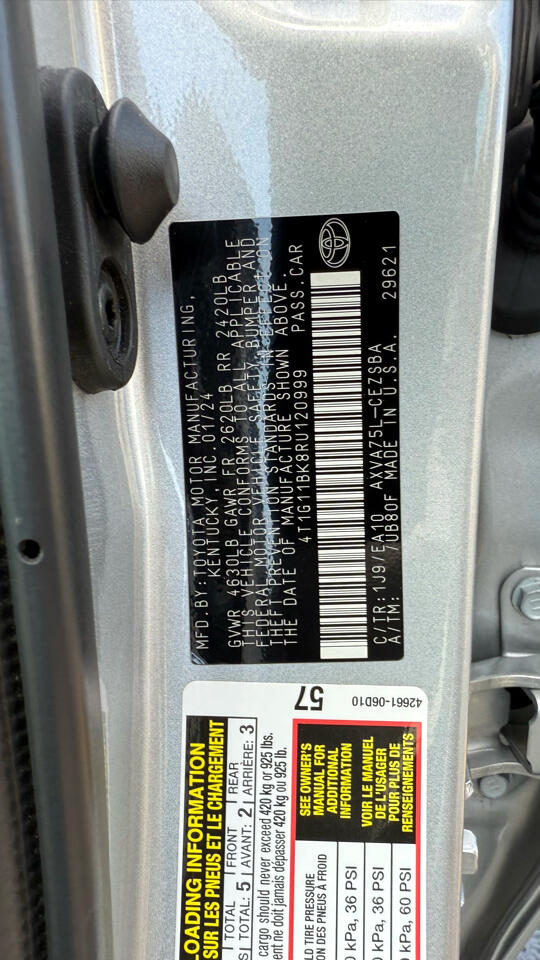 MFD.BY:TOYOTA MOTOR MANUFACTURING,
KENTUCKY, INC. 01/24
GVWR 4630LB GAWR FR 2620LB RR 2420LB
THIS VEHICLE CONFORMS TO ALL APPLICABLE
FEDERAL MOTOR VEHICLE SAFETY, BUMPER AND
THEFT PREVENTION STANDARDS IN EFFECT ON
THE DATE OF MANUFACTURE SHOWN ABOVE.
4T1G11BK8RU120999 PASS.CAR
C/TR:1J9/EA10 AXVA75L-CEZSBA
A/TM: /UB80F MADE IN U.S.A. 29621
LOADING INFORMATION
SUR LES PNEUS ET LE CHARGEMENT
TOTAL FRONT REAR
TOTAL: 5 AVANT: 2 ARRIÈRE: 3
cargo should never exceed 420 kg or 925 lbs.
ne doit jamais dépasser 420 kg ou 925 lb.
57
42661-06D10
TIRE PRESSURE
DES PNEUS À FROID
kPa, 36 PSI
kPa, 36 PSI
kPa, 60 PSI
SEE OWNER'S
MANUAL FOR
ADDITIONAL
INFORMATION
VOIR LE MANUEL
DE L'USAGER
POUR PLUS DE
RENSEIGNEMENTS